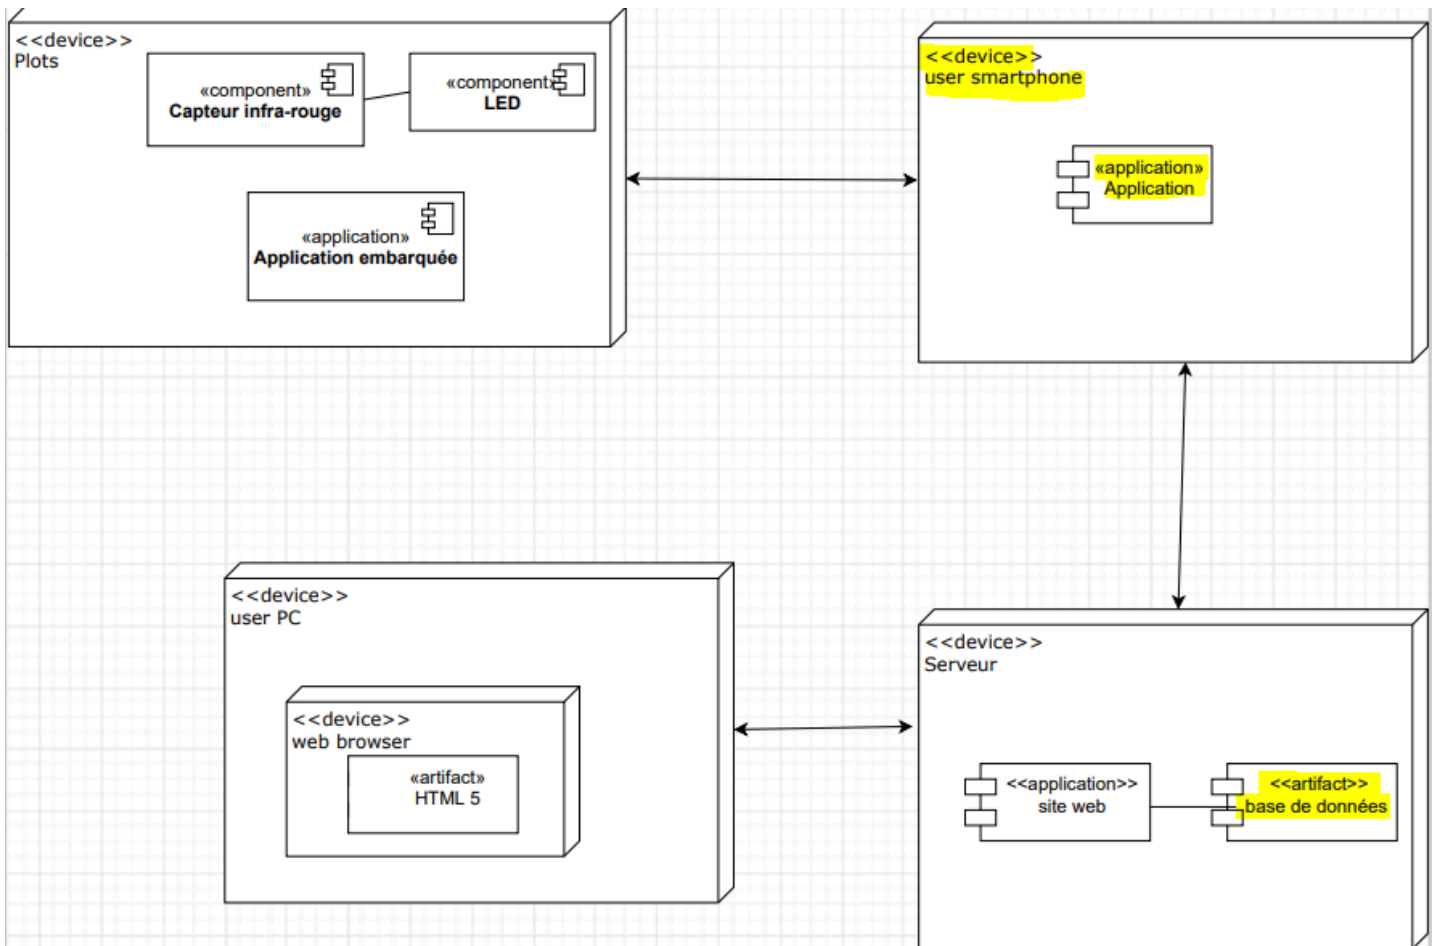 <<device>>
Plots
«component»
Capteur infra-rouge
«component»
LED
«application»
Application embarquée
<<device>>
user smartphone
«application»
Application
<<device>>
user PC
<<device>>
web browser
«artifact»
HTML 5
<<device>>
Serveur
<<application>>
site web
<<artifact>>
base de données